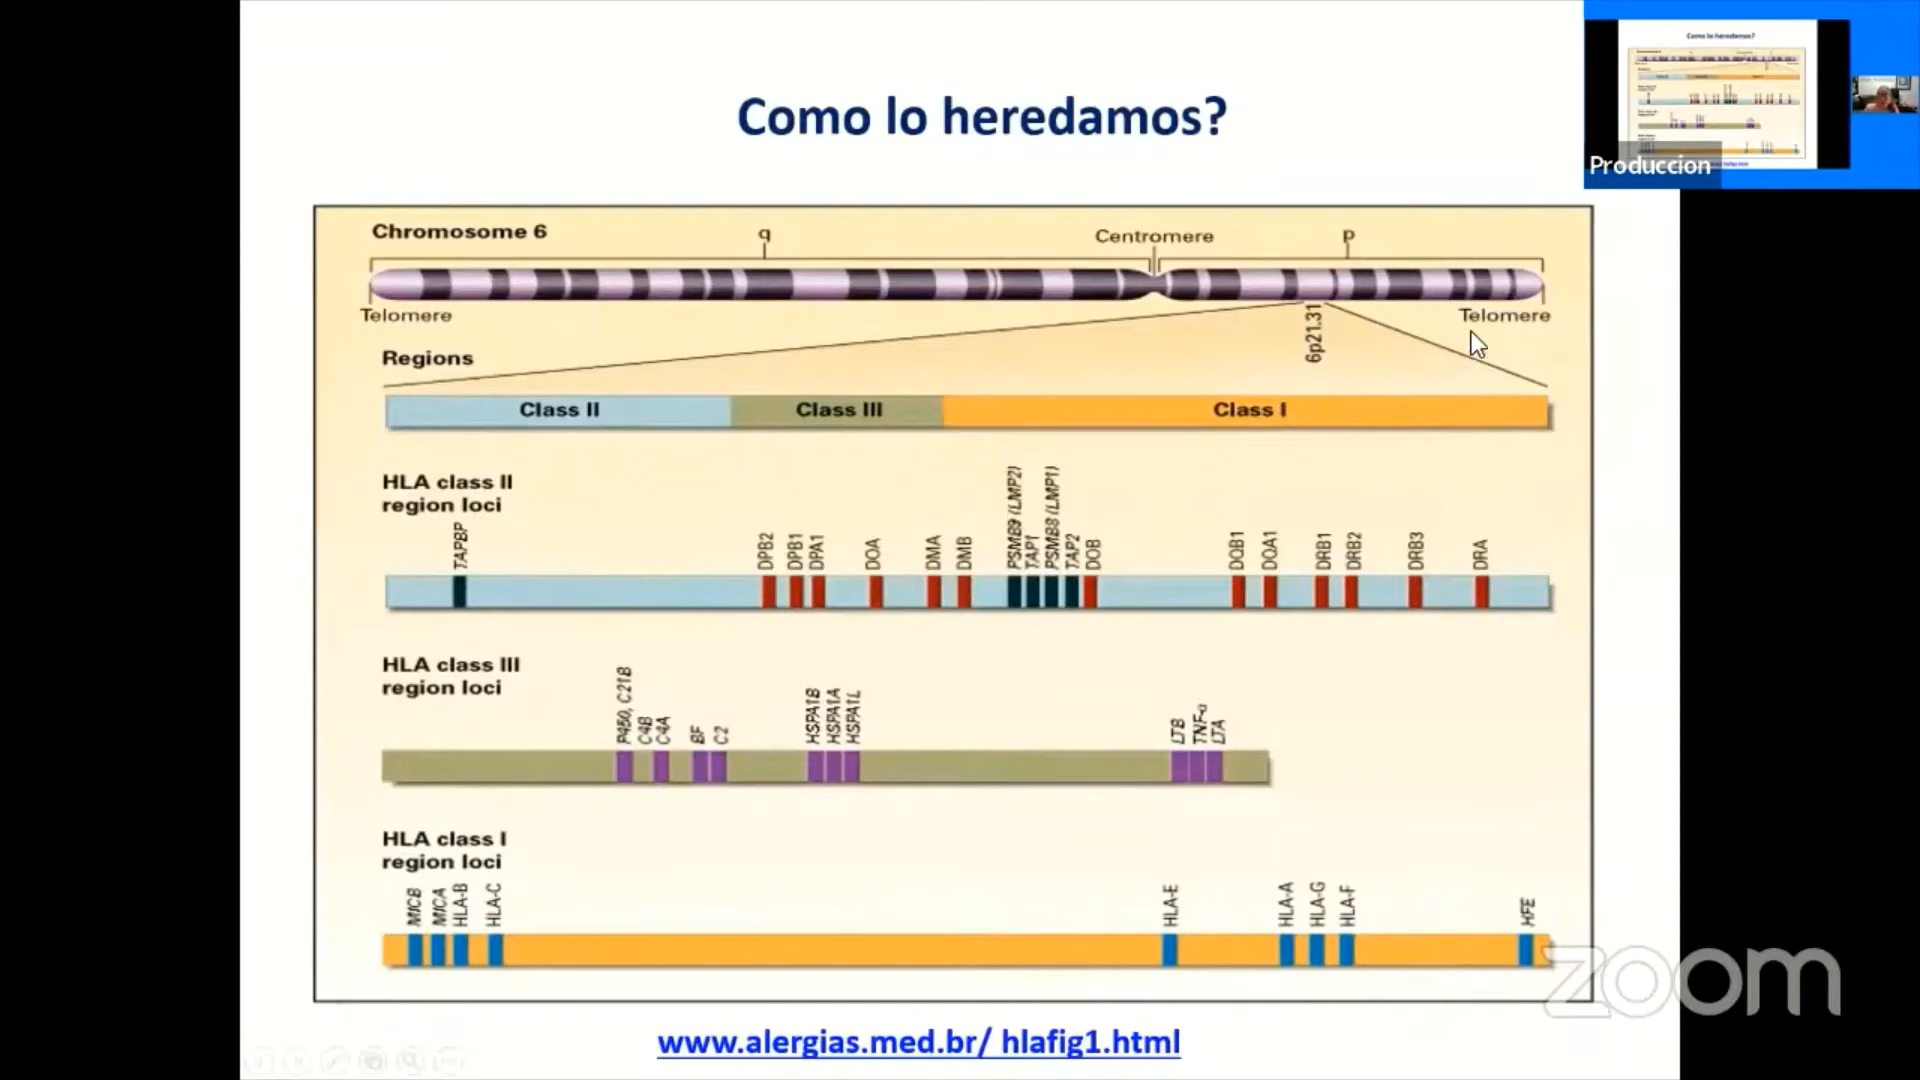 Como lo heredamos?
Produccion
Chromosome 6
q
Centromere
p
Telomere
Telomere
6p21.31
Regions
Class II
Class III
Class I
HLA class II
region loci
TAPBP
DPB2
DPB1
DPA1
DOA
DMA
DMB
PSMB9 (LMP2)
TAP1
PSMB8 (LMP1)
TAP2
DOB
DQB1
DQA1
DRB1
DRB2
DRB3
DRA
HLA class III
region loci
P450, C21B
C4B
C4A
BF
C2
HSPA1B
HSPA1A
HSPA1L
LTB
TNF-α
LTA
HLA class I
region loci
MICB
MICA
HLA-B
HLA-C
HLA-E
HLA-A
HLA-G
HLA-F
HFE
zoom
www.alergias.med.br/ hlafig1.html